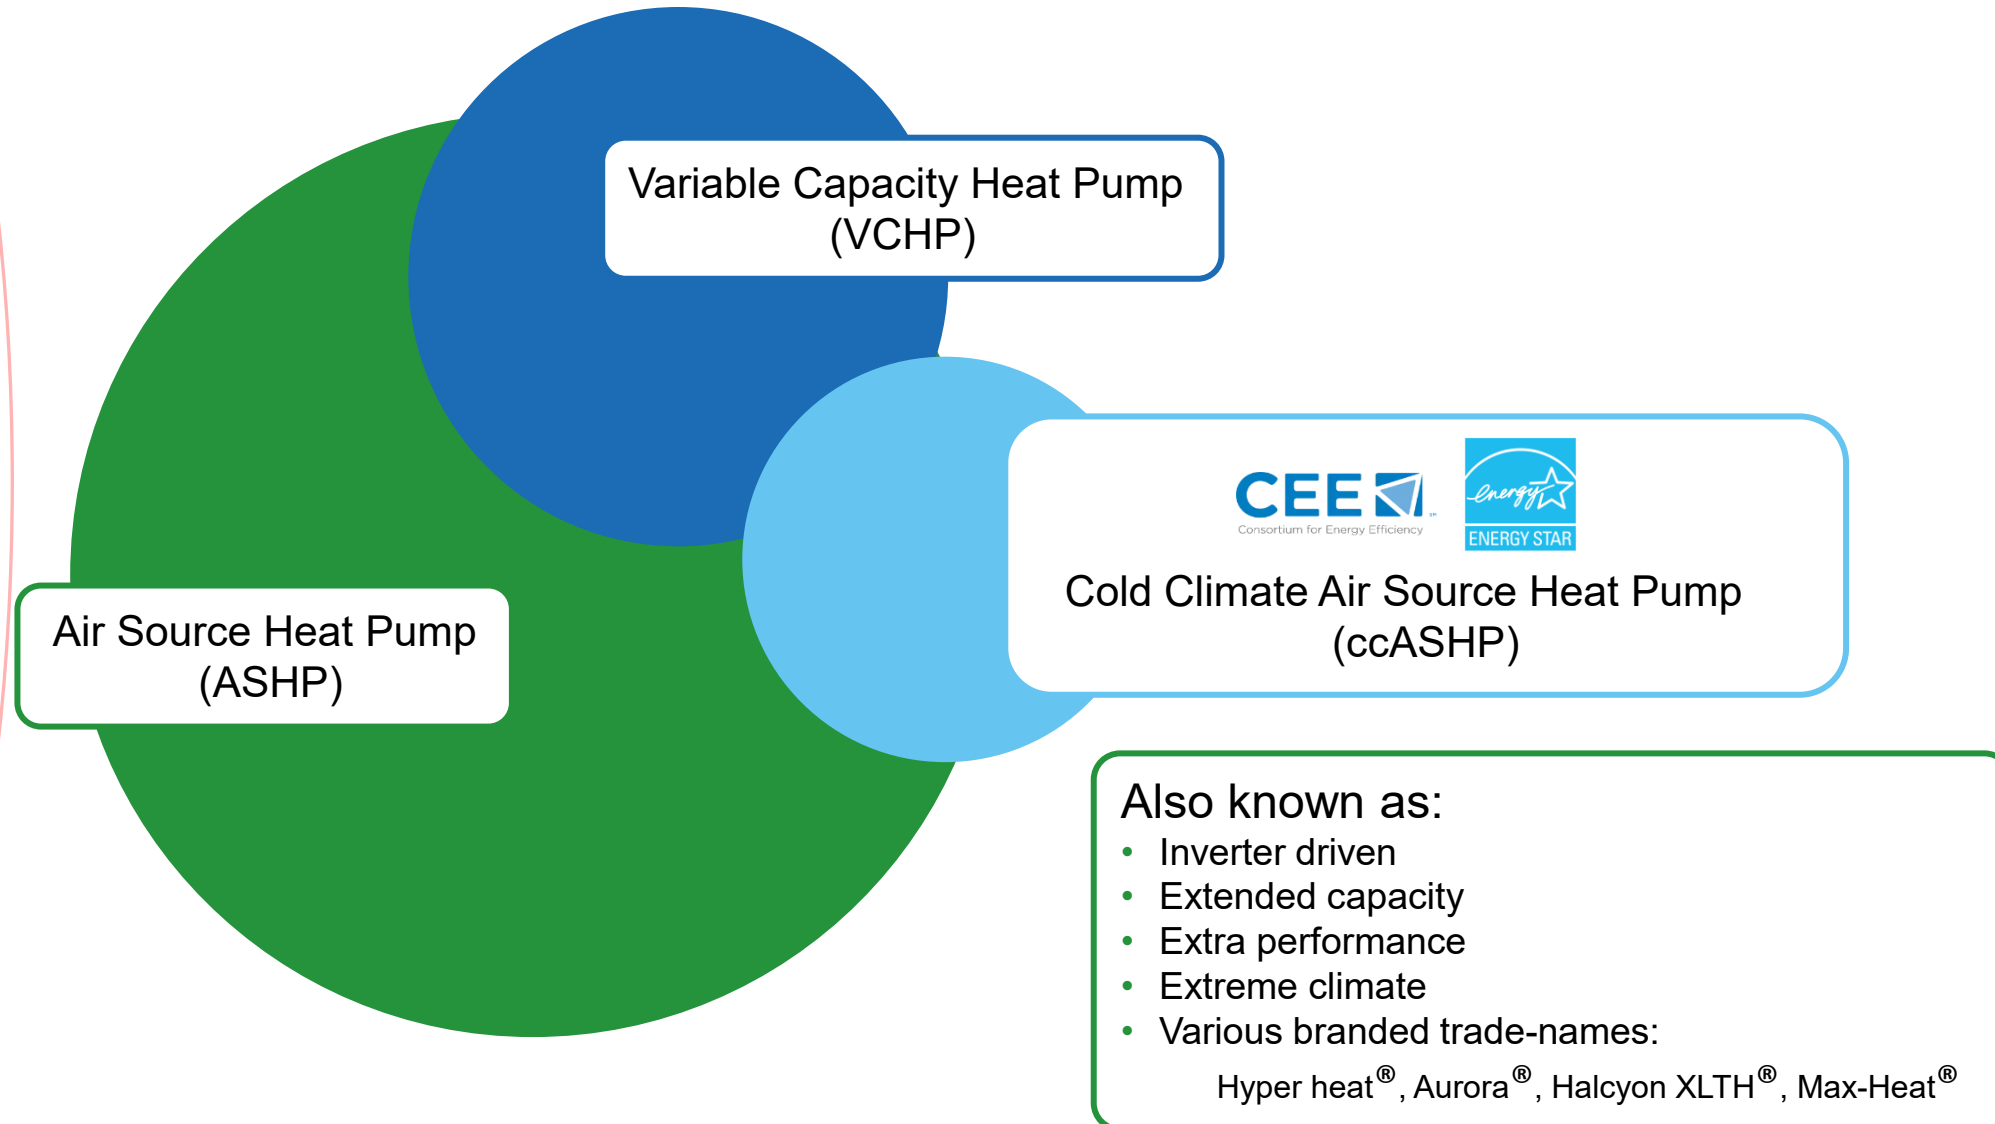 Variable Capacity Heat Pump
(VCHP)
CEE
Consortium for Energy Efficiency
energy
ENERGY STAR
Cold Climate Air Source Heat Pump
(ccASHP)
Air Source Heat Pump
(ASHP)
Also known as:
• Inverter driven
• Extended capacity
• Extra performance
• Extreme climate
• Various branded trade-names:
Hyper heat®, Aurora®, Halcyon XLTH®, Max-Heat®